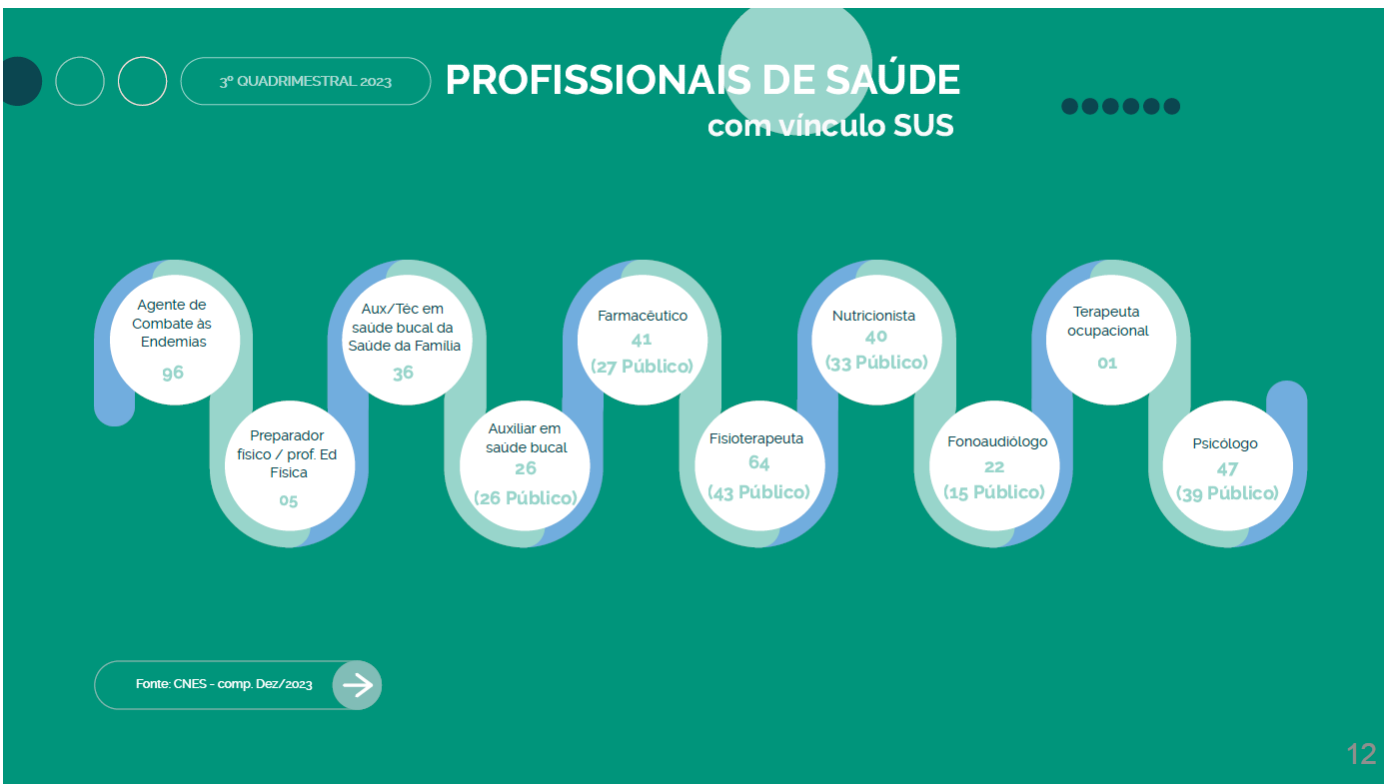 3º QUADRIMESTRAL 2023
PROFISSIONAIS DE SAÚDE
com vínculo SUS
Agente de
Combate às
Endemias
96
Preparador
físico / prof. Ed
Física
05
Aux/Téc em
saúde bucal da
Saúde da Família
36
Auxiliar em
saúde bucal
26
(26 Público)
Farmacêutico
41
(27 Público)
Fisioterapeuta
64
(43 Público)
Nutricionista
40
(33 Público)
Fonoaudiólogo
22
(15 Público)
Terapeuta
ocupacional
01
Psicólogo
47
(39 Público)
Fonte: CNES - comp. Dez/2023
12